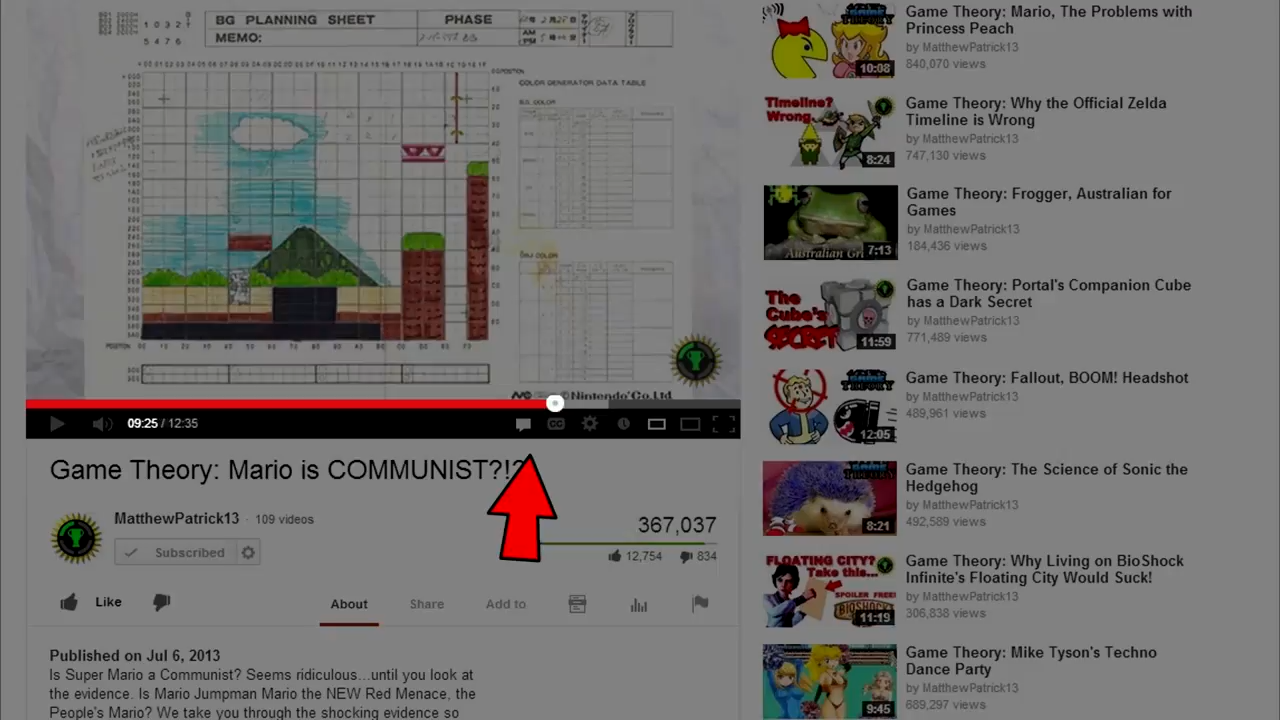 BG PLANNING SHEET
PHASE
MEMO:
COLOR GENERATOR DATA TABLE
B.G. COLOR
OBJ COLOR
POSITION
Nintendo Co., Ltd.
09:25 / 12:35
CC
Game Theory: Mario is COMMUNIST?!?
MatthewPatrick13 · 109 videos
Subscribed
367,037
12,754 834
Like
About Share Add to
Published on Jul 6, 2013
Is Super Mario a Communist? Seems ridiculous...until you look at
the evidence. Is Mario Jumpman Mario the NEW Red Menace, the
People's Mario? We take you through the shocking evidence so
10:08
Game Theory: Mario, The Problems with
Princess Peach
by MatthewPatrick13
840,070 views
Timeline?
Wrong.
8:24
Game Theory: Why the Official Zelda
Timeline is Wrong
by MatthewPatrick13
747,130 views
Australian Gr
7:13
Game Theory: Frogger, Australian for
Games
by MatthewPatrick13
184,436 views
The
Cube's
SECRET
11:59
Game Theory: Portal's Companion Cube
has a Dark Secret
by MatthewPatrick13
771,489 views
12:05
Game Theory: Fallout, BOOM! Headshot
by MatthewPatrick13
489,961 views
8:21
Game Theory: The Science of Sonic the
Hedgehog
by MatthewPatrick13
492,589 views
FLOATING CITY?
Take this...
SPOILER FREE!
BIOSHOCK
11:19
Game Theory: Why Living on BioShock
Infinite's Floating City Would Suck!
by MatthewPatrick13
306,838 views
9:45
Game Theory: Mike Tyson's Techno
Dance Party
by MatthewPatrick13
689,297 views